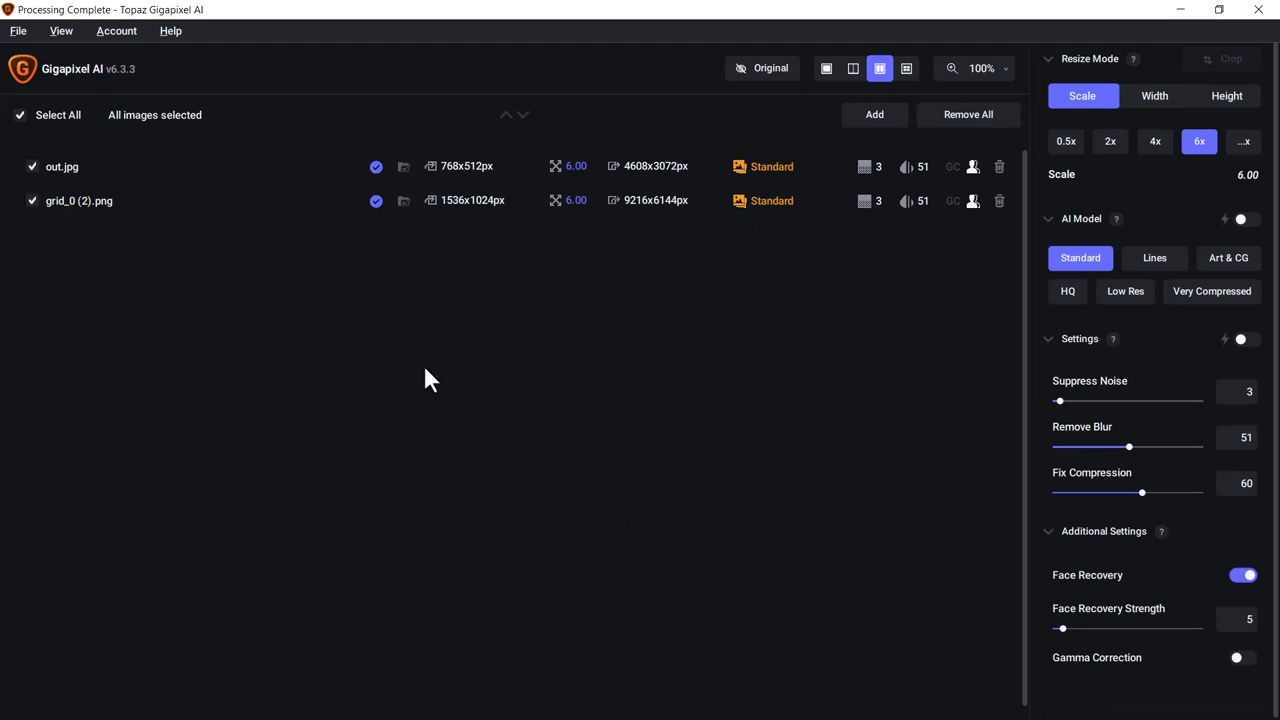 Processing Complete - Topaz Gigapixel AI
File View Account Help
Gigapixel AI v6.3.3
Original
100%
Select All All images selected
Add Remove All
out.jpg 768x512px 6.00 4608x3072px Standard 3 51 GC
grid_0 (2).png 1536x1024px 6.00 9216x6144px Standard 3 51 GC
Resize Mode ? Crop
Scale Width Height
0.5x 2x 4x 6x ...x
Scale 6.00
AI Model ?
Standard Lines Art & CG
HQ Low Res Very Compressed
Settings ?
Suppress Noise 3
Remove Blur 51
Fix Compression 60
Additional Settings ?
Face Recovery
Face Recovery Strength 5
Gamma Correction